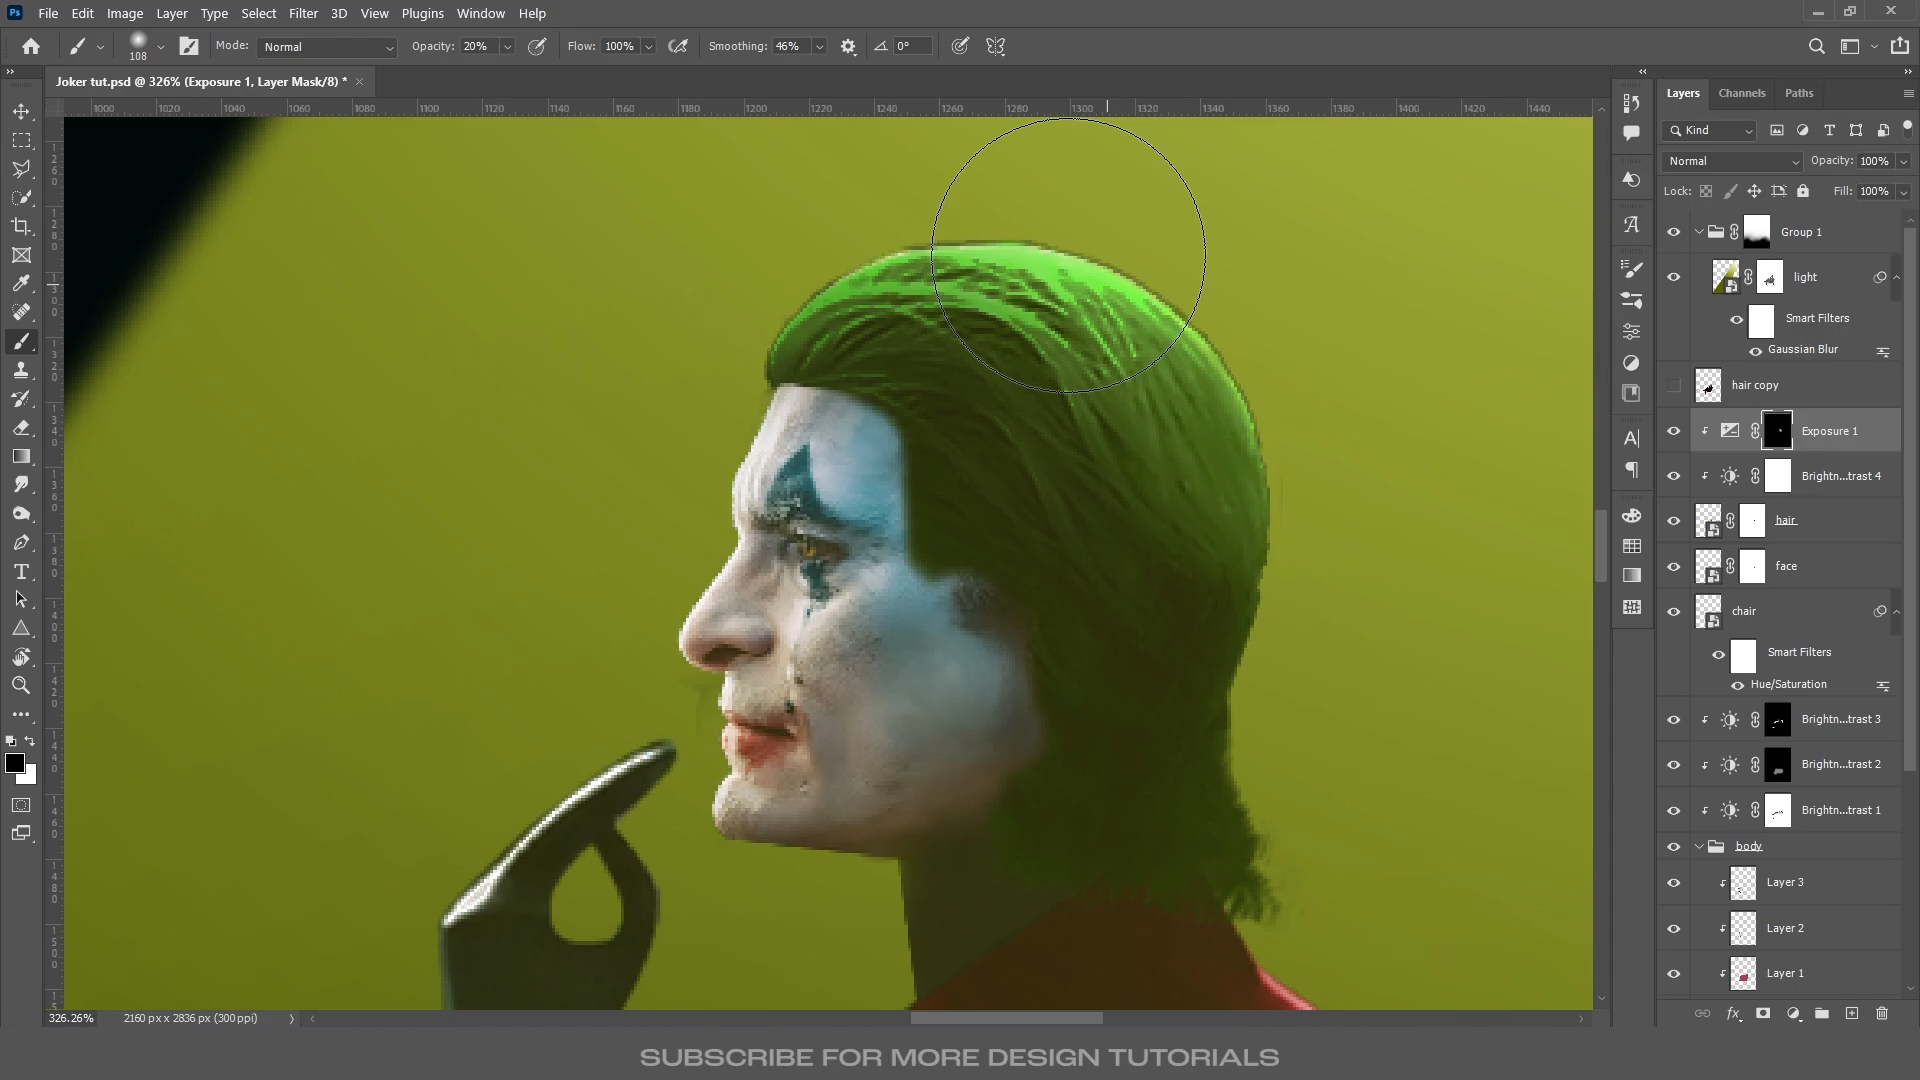 Ps File Edit Image Layer Type Select Filter 3D View Plugins Window Help
108 Mode: Normal Opacity: 20% Flow: 100% Smoothing: 46% 0°
Joker tut.psd @ 326% (Exposure 1, Layer Mask/8) *
1000 1020 1040 1060 1080 1100 1120 1140 1160 1180 1200 1220 1240 1260 1280 1300 1320 1340 1360 1380 1400 1420 1440
Layers Channels Paths
Kind
Normal Opacity: 100%
Lock: Fill: 100%
Group 1
light
Smart Filters
Gaussian Blur
hair copy
Exposure 1
Brightn...trast 4
hair
face
chair
Smart Filters
Hue/Saturation
Brightn...trast 3
Brightn...trast 2
Brightn...trast 1
body
Layer 3
Layer 2
Layer 1
326.26% 2160 px x 2836 px (300 ppi)
SUBSCRIBE FOR MORE DESIGN TUTORIALS